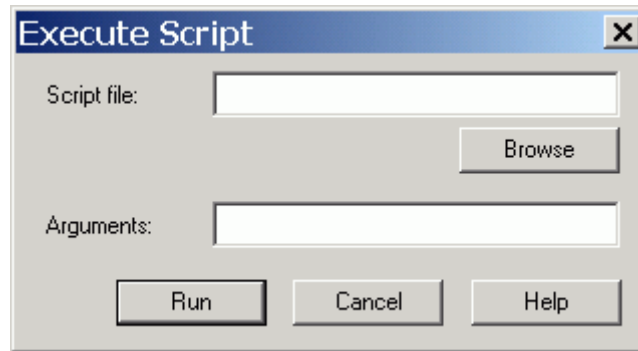 Execute Script
Script file:
Browse
Arguments:
Run Cancel Help